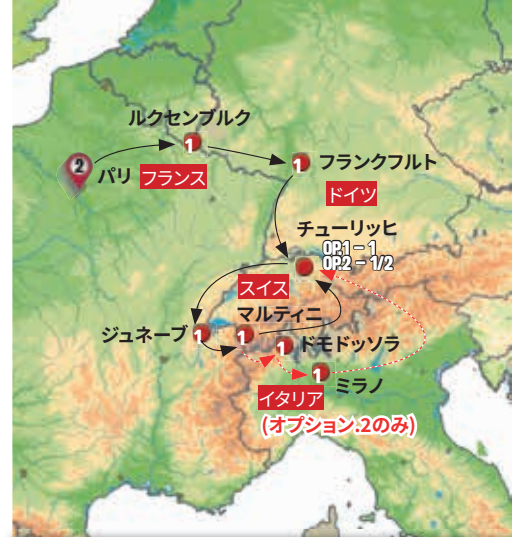 ルクセンブルク
1
2
パリ
フランス
1
フランクフルト
ドイツ
チューリッヒ
OP.1 - 1
OP.2 - 1/2
スイス
マルティニ
ジュネーブ
1
1
1
ドモドッソラ
1
ミラノ
イタリア
(オプション.2のみ)